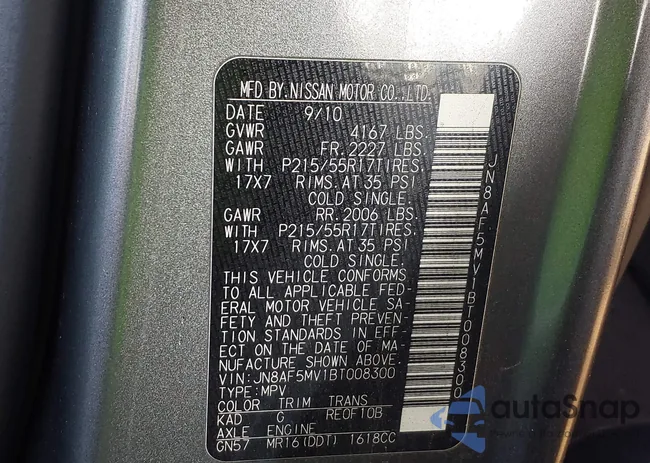 MFD BY. NISSAN MOTOR CO.,LTD.
DATE 9/10
GVWR 4167 LBS.
GAWR FR. 2227 LBS.
WITH P215/55R17TIRES.
17X7 RIMS. AT 35 PSI
COLD SINGLE.
GAWR RR. 2006 LBS.
WITH P215/55R17TIRES.
17X7 RIMS. AT 35 PSI
COLD SINGLE.
THIS VEHICLE CONFORMS
TO ALL APPLICABLE FED-
ERAL MOTOR VEHICLE SA-
FETY AND THEFT PREVEN-
TION STANDARDS IN EFF-
ECT ON THE DATE OF MA-
NUFACTURE SHOWN ABOVE.
VIN: JN8AF5MV1BT008300
TYPE: MPV
COLOR TRIM TRANS
KAD G RE0F10B
AXLE ENGINE
GN57 MR16(DDT) 1618CC
JN8AF5MV1BT008300
autoSnap